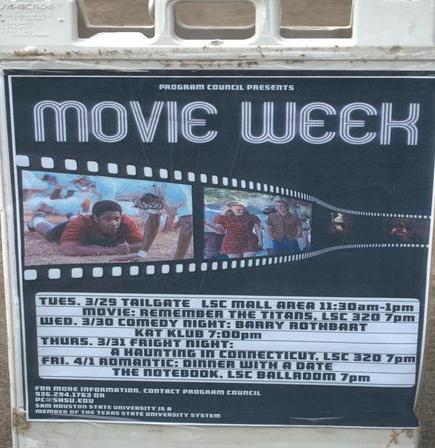 PROGRAM COUNCIL PRESENTS
MOVIE WEEK
TUES. 3/29 TAILGATE LSC MALL AREA 11:30am-1pm
MOVIE: REMEMBER THE TITANS, LSC 320 7pm
WED. 3/30 COMEDY NIGHT: BARRY ROTHBART
KAT KLUB 7:00pm
THURS. 3/31 FRIGHT NIGHT:
A HAUNTING IN CONNECTICUT, LSC 320 7pm
FRI. 4/1 ROMANTIC: DINNER WITH A DATE
THE NOTEBOOK, LSC BALLROOM 7pm
FOR MORE INFORMATION, CONTACT PROGRAM COUNCIL
936.294.1763 OR
PC@SHSU.EDU
SAM HOUSTON STATE UNIVERSITY IS A
MEMBER OF THE TEXAS STATE UNIVERSITY SYSTEM